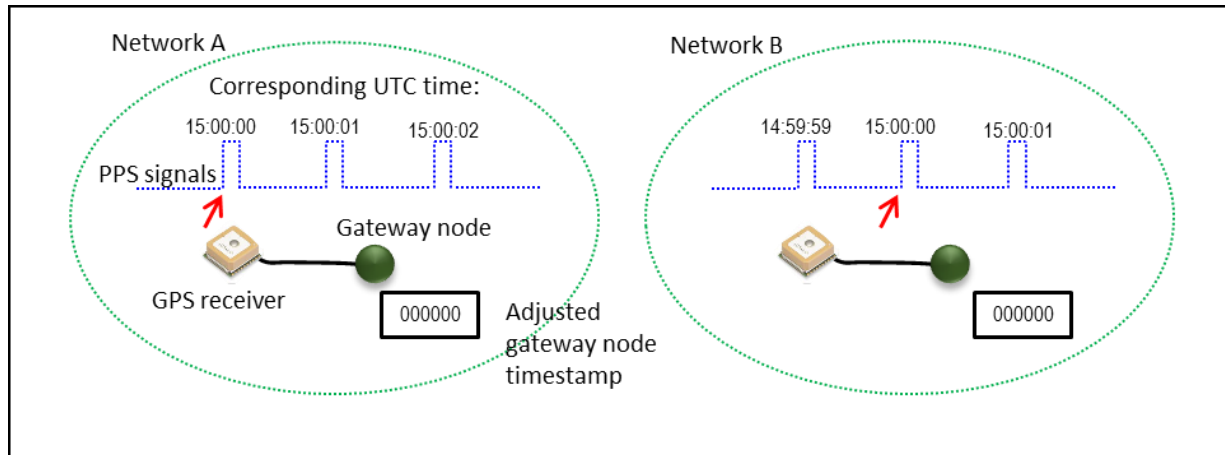 Network A
Corresponding UTC time:
15:00:00 15:00:01 15:00:02
PPS signals
Gateway node
GPS receiver
000000
Adjusted
gateway node
timestamp
Network B
14:59:59 15:00:00 15:00:01
000000